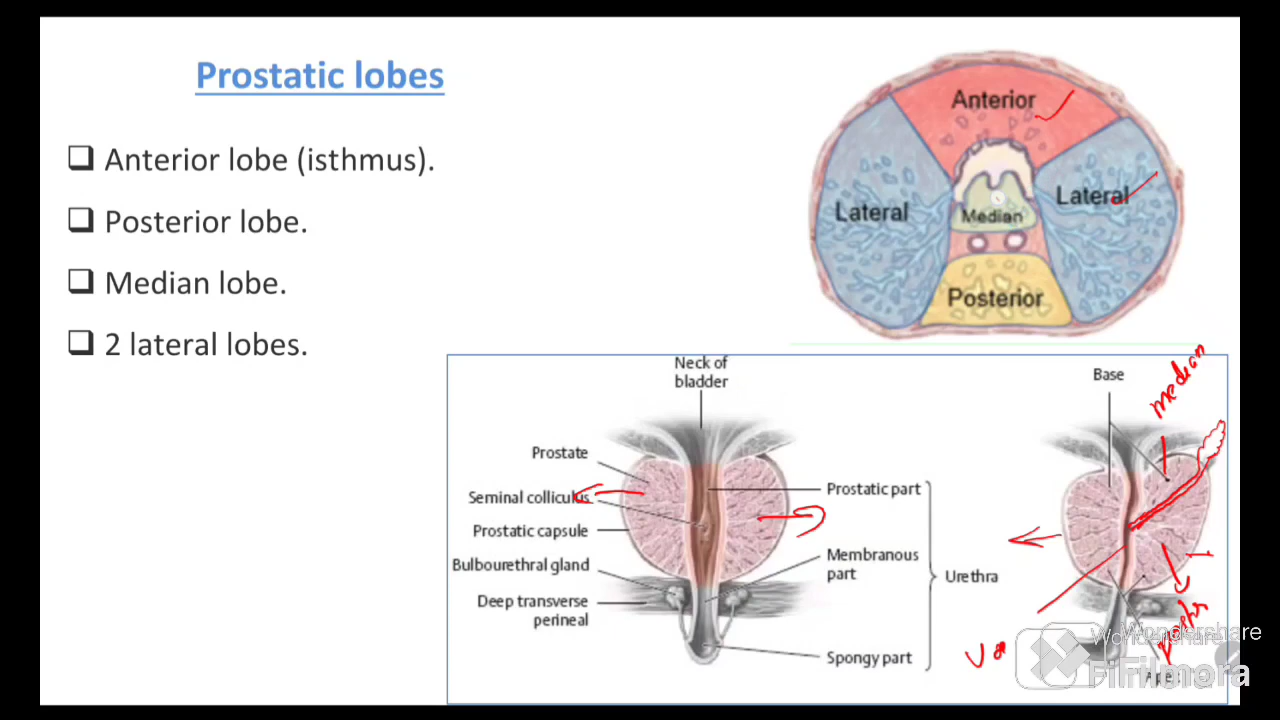 Prostatic lobes
Anterior lobe (isthmus).
Posterior lobe.
Median lobe.
2 lateral lobes.
Anterior
Lateral
Lateral
Median
Posterior
Neck of
bladder
Prostate
Seminal colliculus
Prostatic capsule
Bulbourethral gland
Deep transverse
perineal
Prostatic part
Membranous
part
Urethra
Spongy part
Base
median
Wondershare
Filmora